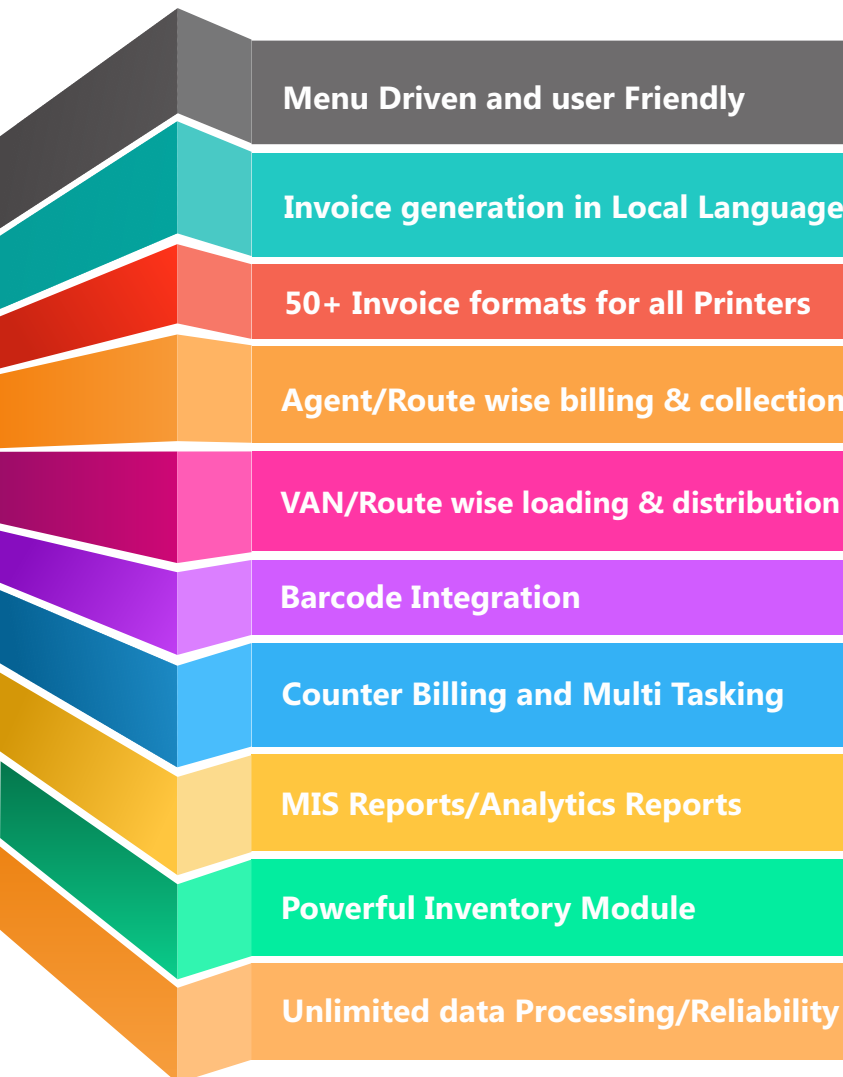 Menu Driven and user Friendly
Invoice generation in Local Language
50+ Invoice formats for all Printers
Agent/Route wise billing & collection
VAN/Route wise loading & distribution
Barcode Integration
Counter Billing and Multi Tasking
MIS Reports/Analytics Reports
Powerful Inventory Module
Unlimited data Processing/Reliability